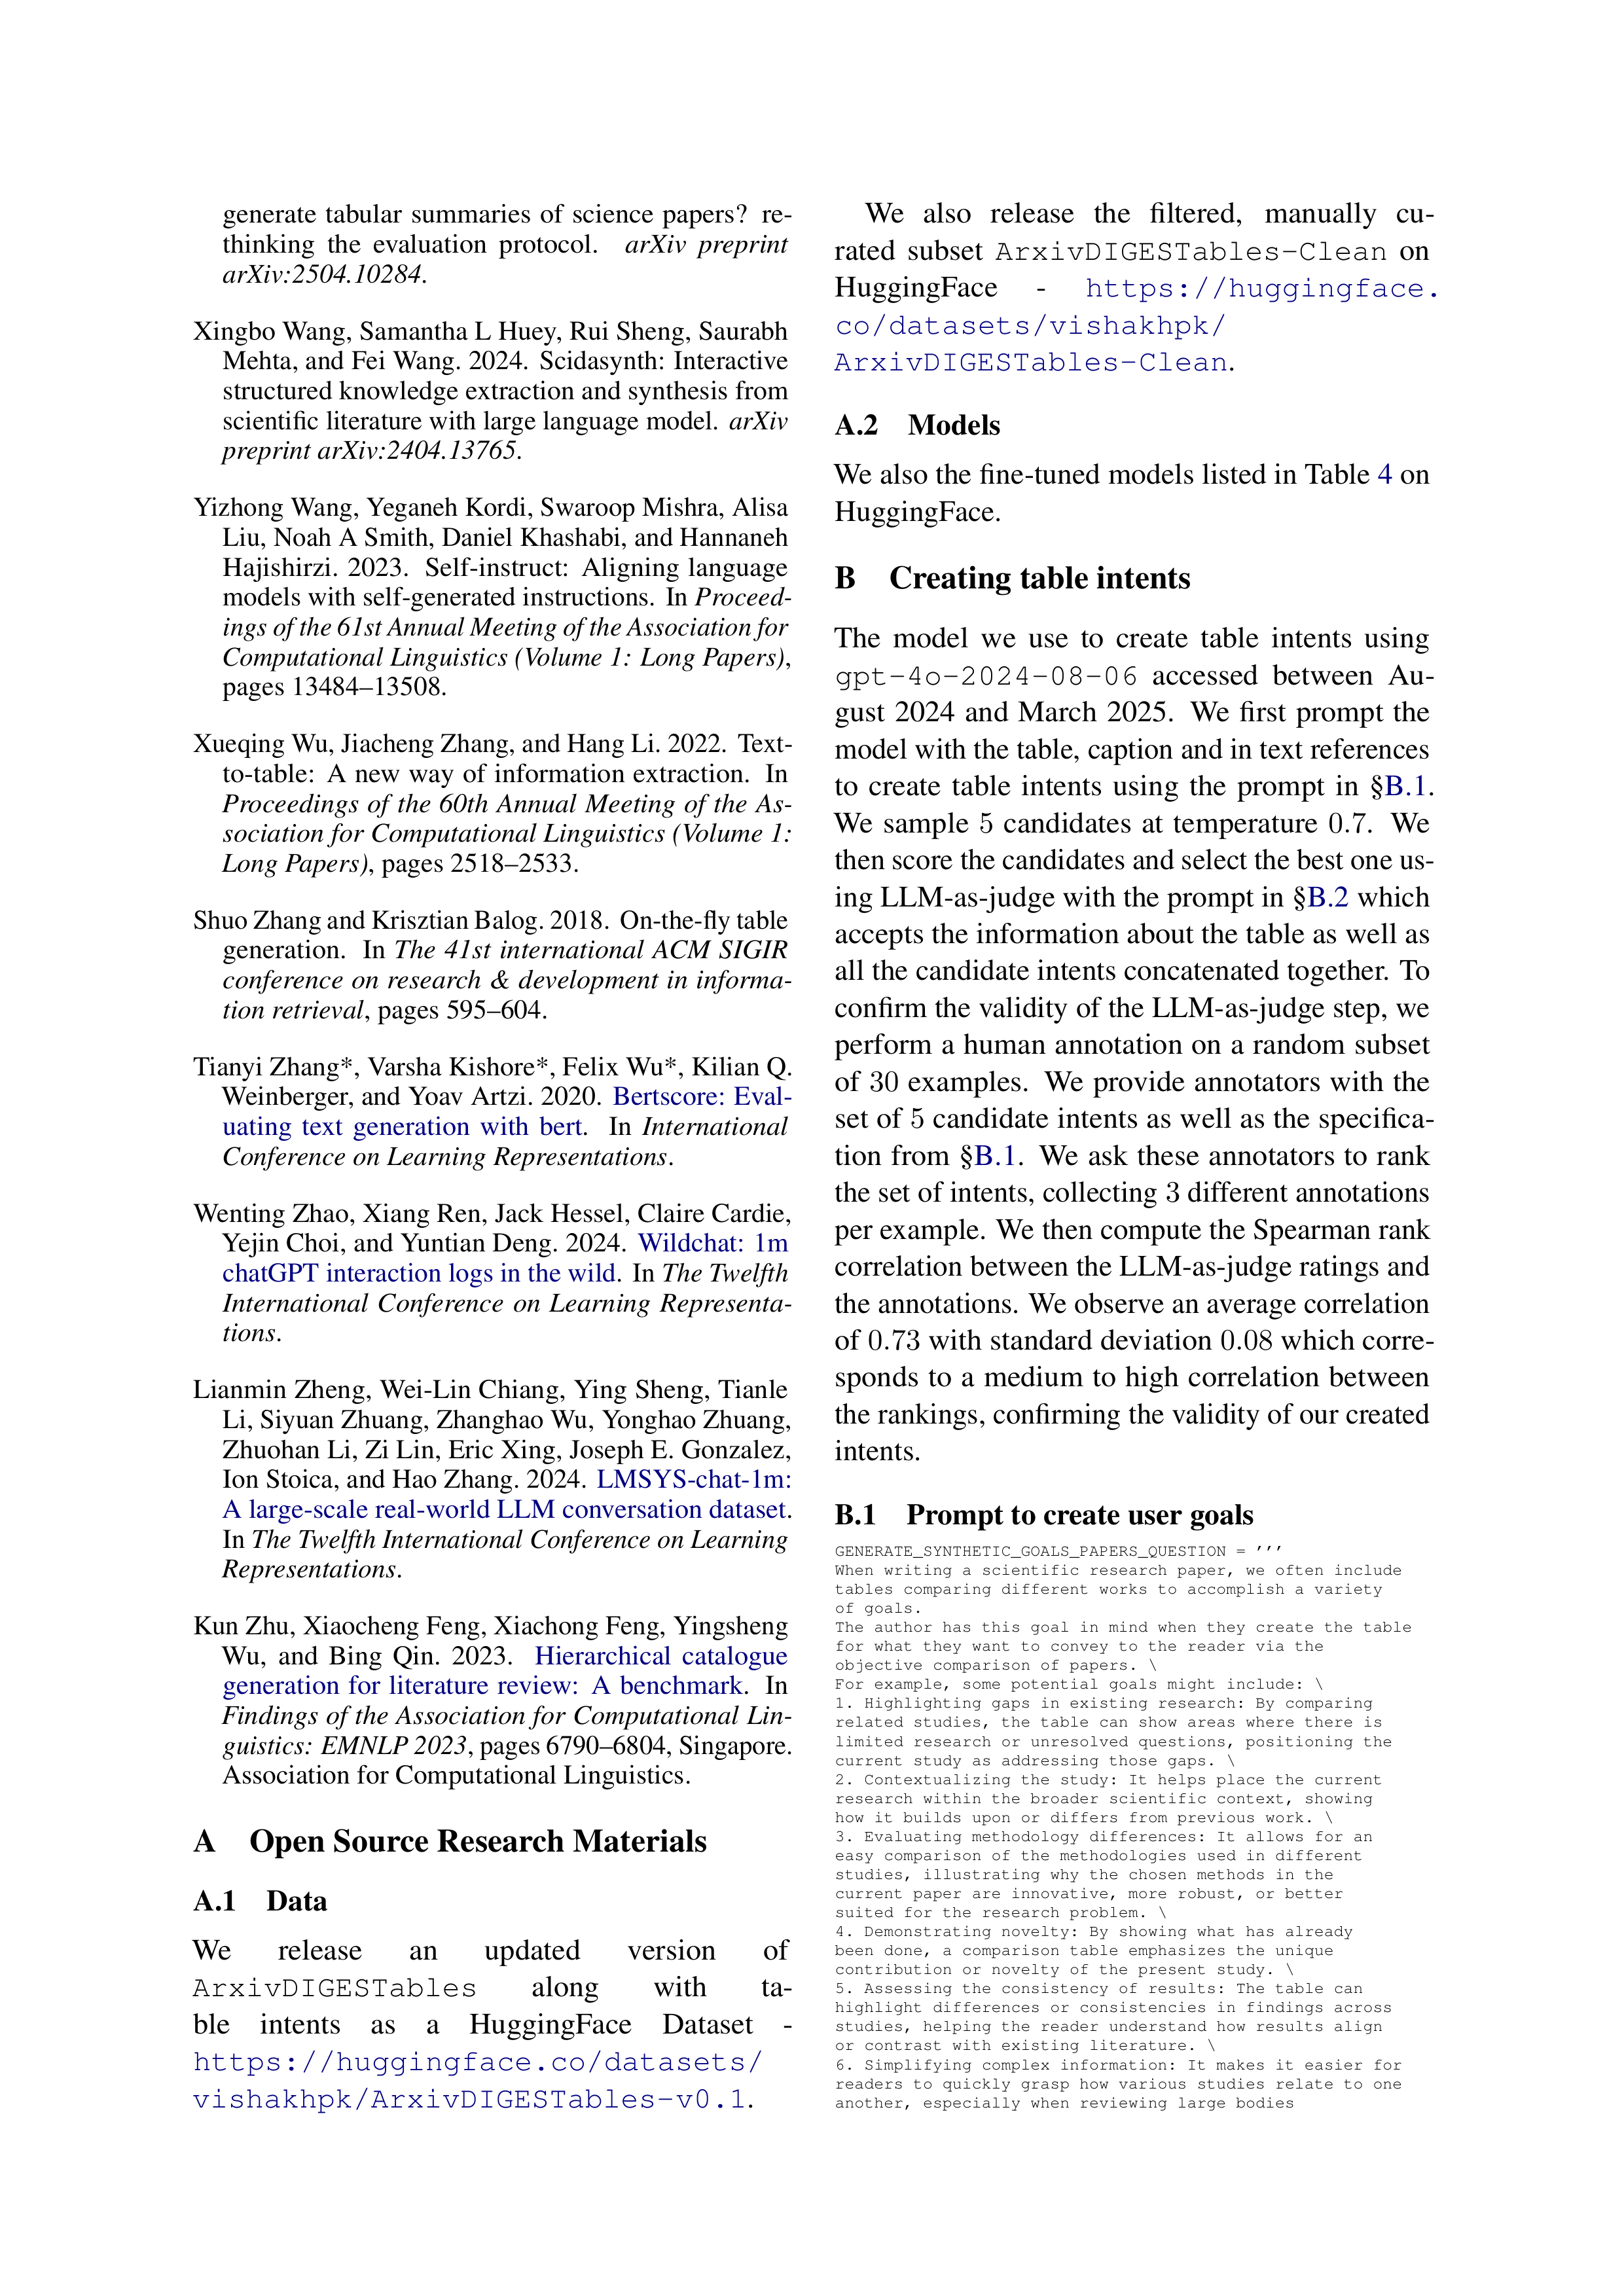 generate tabular summaries of science papers? re-
thinking the evaluation protocol. arXiv preprint
arXiv:2504.10284.
Xingbo Wang, Samantha L Huey, Rui Sheng, Saurabh
Mehta, and Fei Wang. 2024. Scidasynth: Interactive
structured knowledge extraction and synthesis from
scientific literature with large language model. arXiv
preprint arXiv:2404.13765.
Yizhong Wang, Yeganeh Kordi, Swaroop Mishra, Alisa
Liu, Noah A Smith, Daniel Khashabi, and Hannaneh
Hajishirzi. 2023. Self-instruct: Aligning language
models with self-generated instructions. In Proceed-
ings of the 61st Annual Meeting of the Association for
Computational Linguistics (Volume 1: Long Papers),
pages 13484–13508.
Xueqing Wu, Jiacheng Zhang, and Hang Li. 2022. Text-
to-table: A new way of information extraction. In
Proceedings of the 60th Annual Meeting of the As-
sociation for Computational Linguistics (Volume 1:
Long Papers), pages 2518–2533.
Shuo Zhang and Krisztian Balog. 2018. On-the-fly table
generation. In The 41st international ACM SIGIR
conference on research & development in informa-
tion retrieval, pages 595–604.
Tianyi Zhang*, Varsha Kishore*, Felix Wu*, Kilian Q.
Weinberger, and Yoav Artzi. 2020. Bertscore: Eval-
uating text generation with bert. In International
Conference on Learning Representations.
Wenting Zhao, Xiang Ren, Jack Hessel, Claire Cardie,
Yejin Choi, and Yuntian Deng. 2024. Wildchat: 1m
chatGPT interaction logs in the wild. In The Twelfth
International Conference on Learning Representa-
tions.
Lianmin Zheng, Wei-Lin Chiang, Ying Sheng, Tianle
Li, Siyuan Zhuang, Zhanghao Wu, Yonghao Zhuang,
Zhuohan Li, Zi Lin, Eric Xing, Joseph E. Gonzalez,
Ion Stoica, and Hao Zhang. 2024. LMSYS-chat-1m:
A large-scale real-world LLM conversation dataset.
In The Twelfth International Conference on Learning
Representations.
Kun Zhu, Xiaocheng Feng, Xiachong Feng, Yingsheng
Wu, and Bing Qin. 2023. Hierarchical catalogue
generation for literature review: A benchmark. In
Findings of the Association for Computational Lin-
guistics: EMNLP 2023, pages 6790–6804, Singapore.
Association for Computational Linguistics.
A Open Source Research Materials
A.1 Data
We release an updated version of
ArxivDIGESTables along with ta-
ble intents as a HuggingFace Dataset -
https://huggingface.co/datasets/
vishakhpk/ArxivDIGESTables-v0.1.
We also release the filtered, manually cu-
rated subset ArxivDIGESTables-Clean on
HuggingFace - https://huggingface.
co/datasets/vishakhpk/
ArxivDIGESTables-Clean.
A.2 Models
We also the fine-tuned models listed in Table 4 on
HuggingFace.
B Creating table intents
The model we use to create table intents using
gpt-4o-2024-08-06 accessed between Au-
gust 2024 and March 2025. We first prompt the
model with the table, caption and in text references
to create table intents using the prompt in §B.1.
We sample 5 candidates at temperature 0.7. We
then score the candidates and select the best one us-
ing LLM-as-judge with the prompt in §B.2 which
accepts the information about the table as well as
all the candidate intents concatenated together. To
confirm the validity of the LLM-as-judge step, we
perform a human annotation on a random subset
of 30 examples. We provide annotators with the
set of 5 candidate intents as well as the specifica-
tion from §B.1. We ask these annotators to rank
the set of intents, collecting 3 different annotations
per example. We then compute the Spearman rank
correlation between the LLM-as-judge ratings and
the annotations. We observe an average correlation
of 0.73 with standard deviation 0.08 which corre-
sponds to a medium to high correlation between
the rankings, confirming the validity of our created
intents.
B.1 Prompt to create user goals
GENERATE_SYNTHETIC_GOALS_PAPERS_QUESTION = '''
When writing a scientific research paper, we often include
tables comparing different works to accomplish a variety
of goals.
The author has this goal in mind when they create the table
for what they want to convey to the reader via the
objective comparison of papers. \
For example, some potential goals might include: \
1. Highlighting gaps in existing research: By comparing
related studies, the table can show areas where there is
limited research or unresolved questions, positioning the
current study as addressing those gaps. \
2. Contextualizing the study: It helps place the current
research within the broader scientific context, showing
how it builds upon or differs from previous work. \
3. Evaluating methodology differences: It allows for an
easy comparison of the methodologies used in different
studies, illustrating why the chosen methods in the
current paper are innovative, more robust, or better
suited for the research problem. \
4. Demonstrating novelty: By showing what has already
been done, a comparison table emphasizes the unique
contribution or novelty of the present study. \
5. Assessing the consistency of results: The table can
highlight differences or consistencies in findings across
studies, helping the reader understand how results align
or contrast with existing literature. \
6. Simplifying complex information: It makes it easier for
readers to quickly grasp how various studies relate to one
another, especially when reviewing large bodies